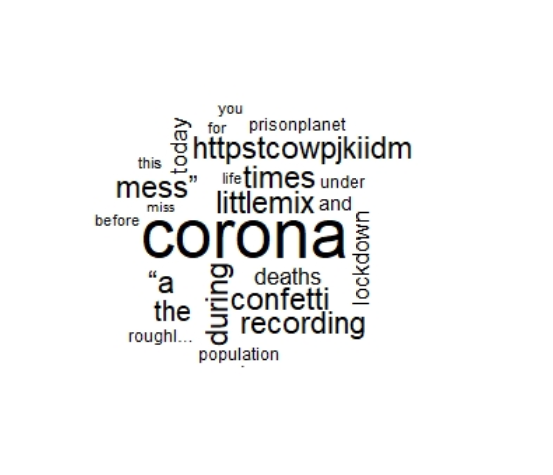 you
for prisonplanet
today
httpstcowpjkiidm
this
life times under
mess”
miss
littlemix and
before
corona
lockdown
“a
during
deaths
the
confetti
recording
roughl…
population